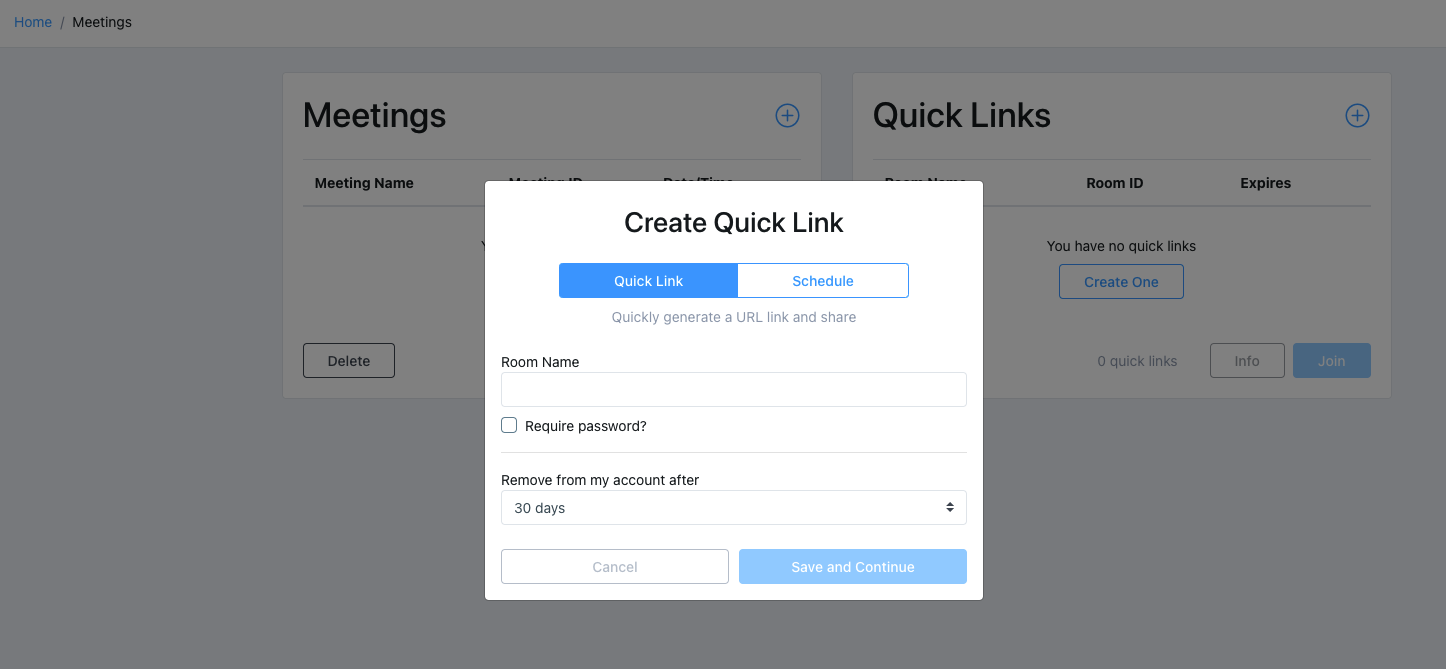 Home / Meetings
Meetings
Quick Links
Meeting Name Meeting ID Date/Time
Room Name Room ID Expires
Create Quick Link
Quick Link Schedule
Quickly generate a URL link and share
Room Name
Require password?
Remove from my account after
30 days
Cancel Save and Continue
You have no quick links
Create One
Delete
0 quick links Info Join